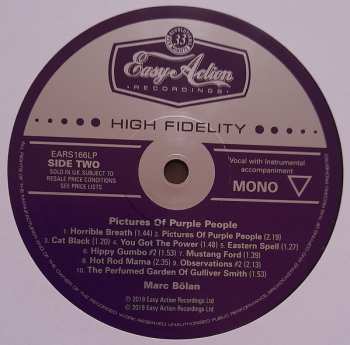 33⅓
Easy Action
RECORDINGS
HIGH FIDELITY
EARS166LP
SIDE TWO
SOLD IN U.K. SUBJECT TO
RESALE PRICE CONDITIONS
SEE PRICE LISTS
Vocal with Instrumental
accompaniment
MONO
Pictures Of Purple People
1. Horrible Breath (1.44) 2. Pictures Of Purple People (2.19)
3. Cat Black (1.20) 4. You Got The Power (1.48) 5. Eastern Spell (1.27)
6. Hippy Gumbo #2 (1.53) 7. Mustang Ford (1.39)
8. Hot Rod Mama (2.35) 9. Observations #2 (2.13)
10. The Perfumed Garden Of Gulliver Smith (1.53)
Marc Bölan
℗ 2019 Easy Action Recordings Ltd
© 2019 Easy Action Recordings Ltd